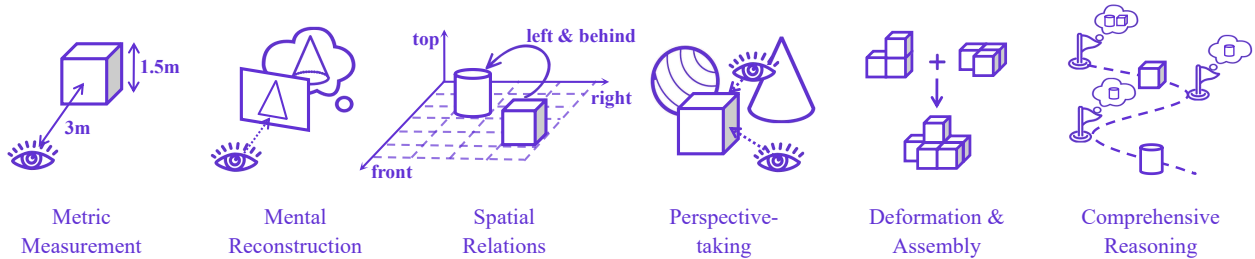 1.5m
3m
Metric
Measurement
Mental
Reconstruction
top
left & behind
right
front
Spatial
Relations
Perspective-
taking
Deformation &
Assembly
Comprehensive
Reasoning